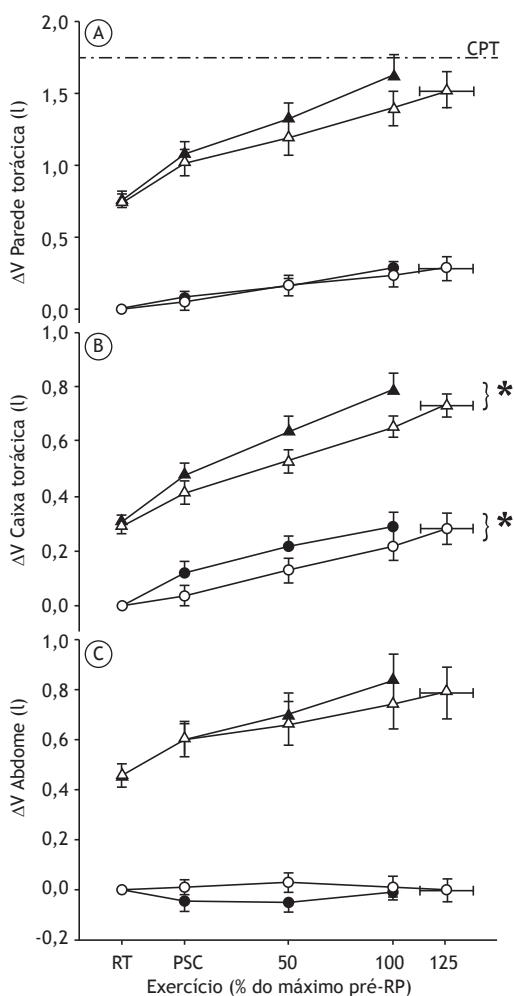 A
2,0
CPT
1,5
1,0
0,5
0,0
ΔV Parede torácica (l)
B
1,0
0,8
*
0,6
0,4
0,2
*
0,0
ΔV Caixa torácica (l)
C
1,0
0,8
0,6
0,4
0,2
0,0
-0,2
ΔV Abdome (l)
RT PSC 50 100 125
Exercício (% do máximo pré-RP)